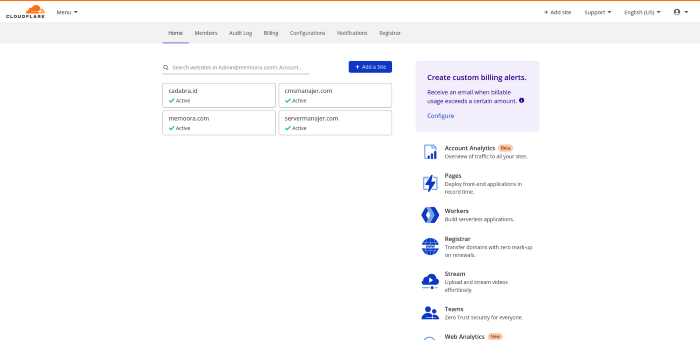 CLOUDFLARE
Menu
+ Add site
Support
English (US)
Home
Members
Audit Log
Billing
Configurations
Notifications
Registrar
Search websites in Admin@memoora.com's Account...
+ Add a Site
cadabra.id
Active
cmsmanajer.com
Active
memoora.com
Active
servermanajer.com
Active
Create custom billing alerts.
Receive an email when billable
usage exceeds a certain amount.
Configure
Account Analytics Beta
Overview of traffic to all your sites.
Pages
Deploy front-end applications in
record time.
Workers
Build serverless applications.
Registrar
Transfer domains with zero mark-up
on renewals.
Stream
Upload and stream videos
effortlessly.
Teams
Zero Trust security for everyone.
Web Analytics New